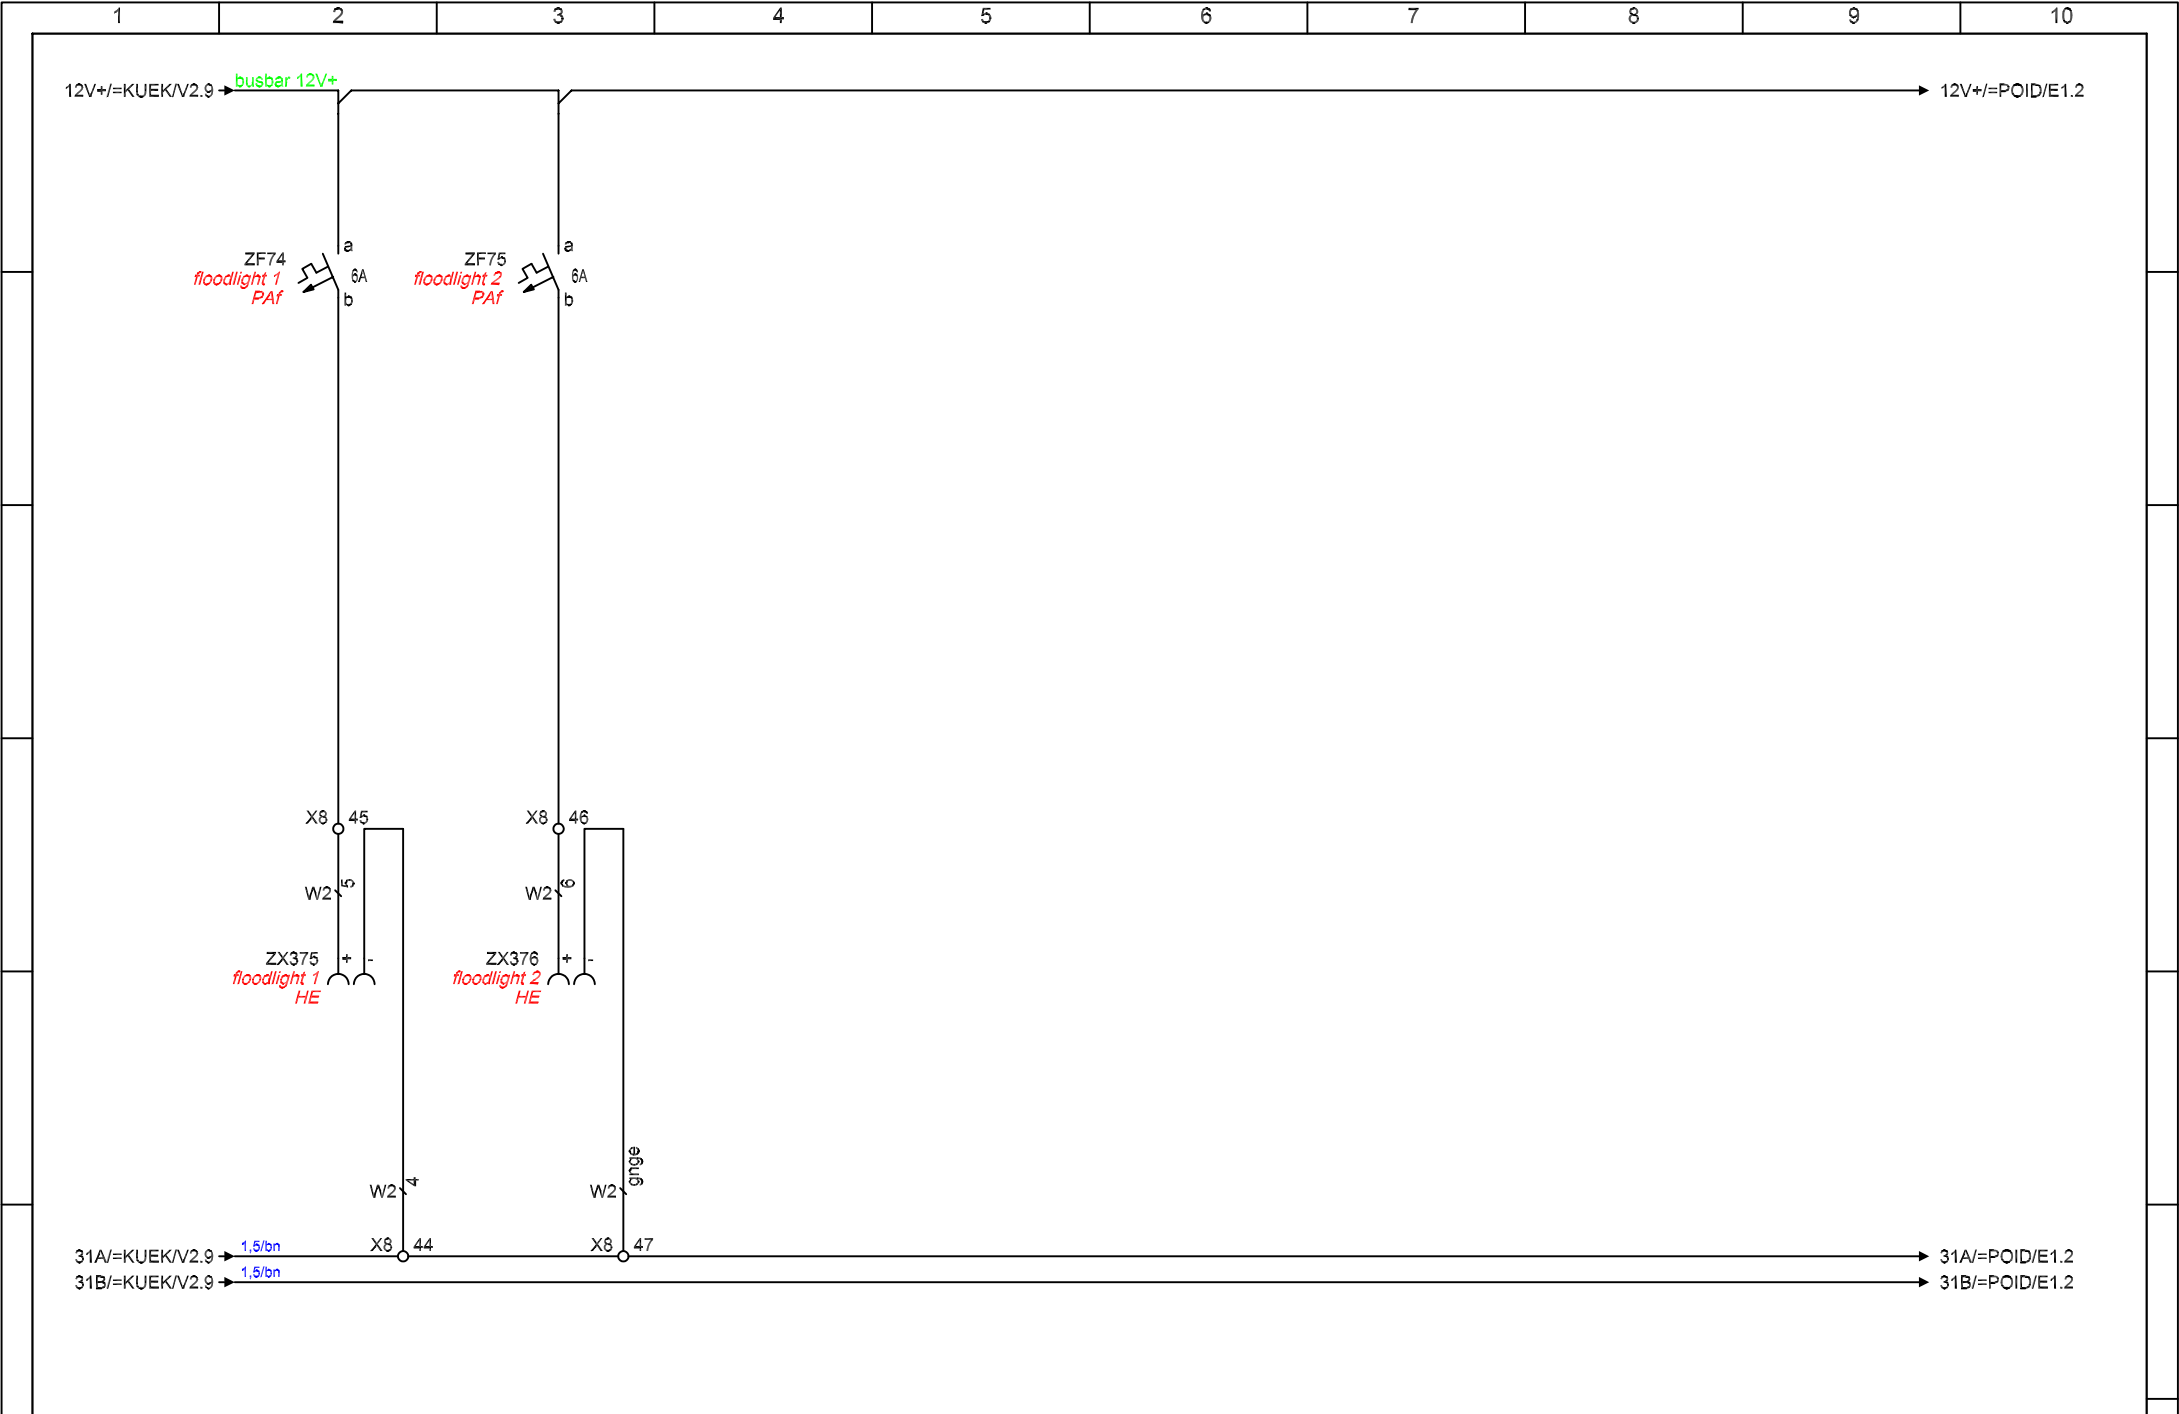 1 2 3 4 5 6 7 8 9 10
12V+/=KUEK/V2.9 busbar 12V+ 12V+/=POID/E1.2
a a
ZF74 ZF75
floodlight 1 6A floodlight 2 6A
PAf b PAf b
X8 45 X8 46
W2 5 W2 6
ZX375 + - ZX376 + -
floodlight 1 floodlight 2
HE HE
W2 4 W2 gnge
31A/=KUEK/V2.9 1,5/bn X8 44 X8 47 31A/=POID/E1.2
31B/=KUEK/V2.9 1,5/bn 31B/=POID/E1.2